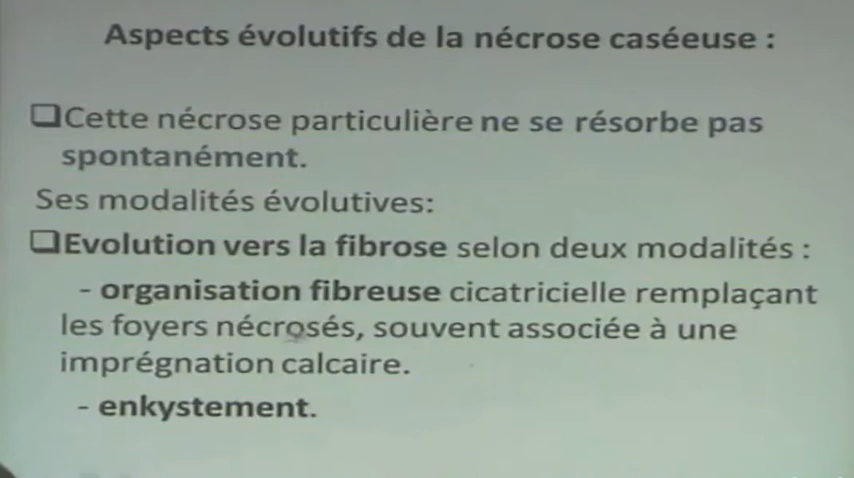 Aspects évolutifs de la nécrose caséeuse :
❑Cette nécrose particulière ne se résorbe pas
spontanément.
Ses modalités évolutives:
❑Evolution vers la fibrose selon deux modalités :
- organisation fibreuse cicatricielle remplaçant
les foyers nécrosés, souvent associée à une
imprégnation calcaire.
- enkystement.